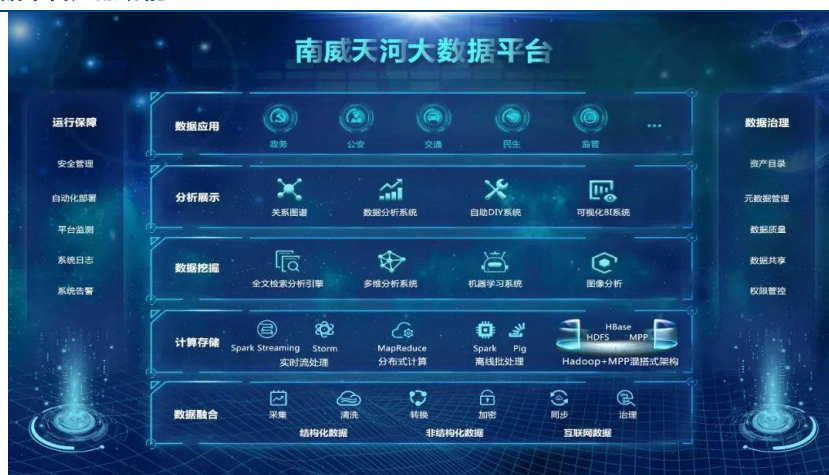 南威天河大数据平台
运行保障
安全管理
自动化部署
平台监测
系统日志
系统告警
数据应用
政务
公安
交通
民生
监管
...
分析展示
关系图谱
数据分析系统
自助DIY系统
可视化BI系统
数据挖掘
全文检索分析引擎
多维分析系统
机器学习系统
图像分析
计算存储
Spark Streaming
Storm
实时流处理
MapReduce
分布式计算
Spark
Pig
离线批处理
HBase
HDFS
MPP
Hadoop+MPP混搭式架构
数据融合
采集
清洗
转换
加密
同步
治理
结构化数据
非结构化数据
互联网数据
数据治理
资产目录
元数据管理
数据质量
数据共享
权限管控